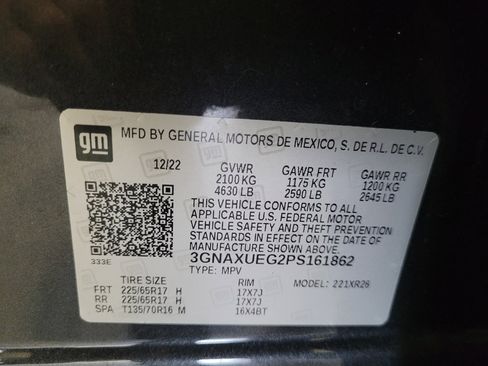 gm
MFD BY GENERAL MOTORS DE MEXICO, S. DE R.L. DE C.V.
12/22 GVWR GAWR FRT GAWR RR
2100 KG 1175 KG 1200 KG
4630 LB 2590 LB 2645 LB
THIS VEHICLE CONFORMS TO ALL
APPLICABLE U.S. FEDERAL MOTOR
VEHICLE SAFETY AND THEFT PREVENTION
STANDARDS IN EFFECT ON THE DATE OF
MANUFACTURE SHOWN ABOVE.
333E 3GNAXUEG2PS161862
TYPE: MPV
TIRE SIZE RIM MODEL: 221XR26
FRT 225/65R17 H 17X7J
RR 225/65R17 H 17X7J
SPA T135/70R16 M 16X4BT